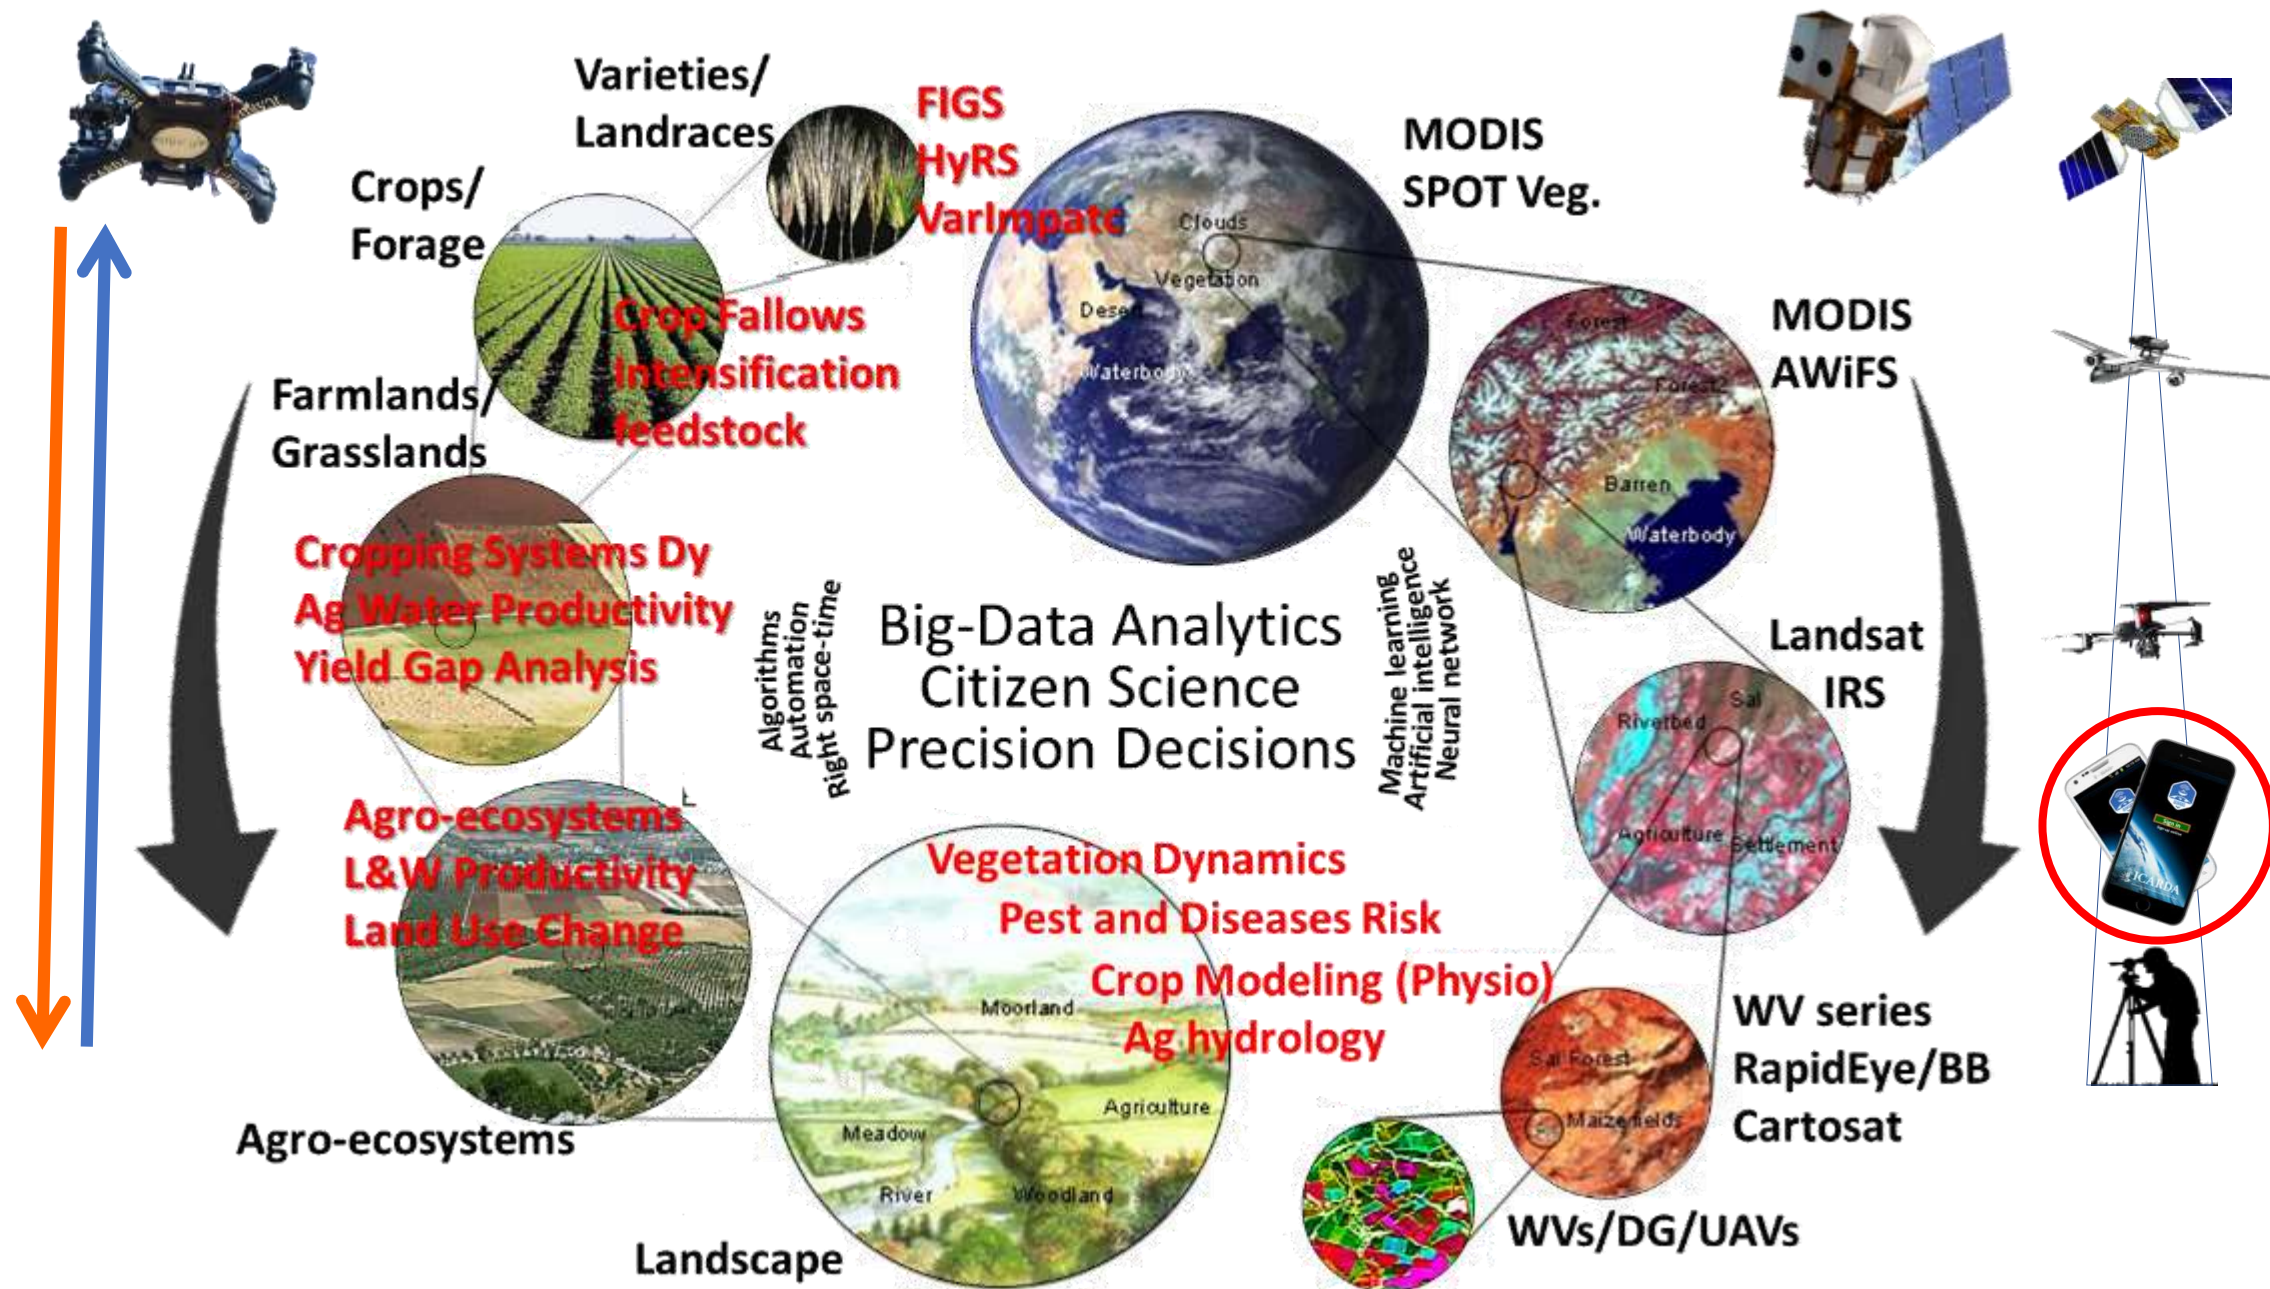 Varieties/
Landraces
FIGS
HyRS
VarImpatc
Crops/
Forage
Crop Fallows
Intensification
feedstock
Farmlands/
Grasslands
Cropping Systems Dy
Ag Water Productivity
Yield Gap Analysis
Agro-ecosystems
L&W Productivity
Land Use Change
Agro-ecosystems
Clouds
Vegetation
Desert
Waterbody
MODIS
SPOT Veg.
MODIS
AWiFS
Forest
Forest2
Barren
Waterbody
Algorithms
Automation
Right space-time
Big-Data Analytics
Citizen Science
Precision Decisions
Machine learning
Artificial intelligence
Neural network
Landsat
IRS
Sal
Riverbed
Agriculture
Settlement
Vegetation Dynamics
Pest and Diseases Risk
Crop Modeling (Physio)
Ag hydrology
Moorland
Agriculture
Meadow
River
Woodland
Landscape
Sal Forest
Maize fields
WV series
RapidEye/BB
Cartosat
WVs/DG/UAVs
Sign in
ICARDA